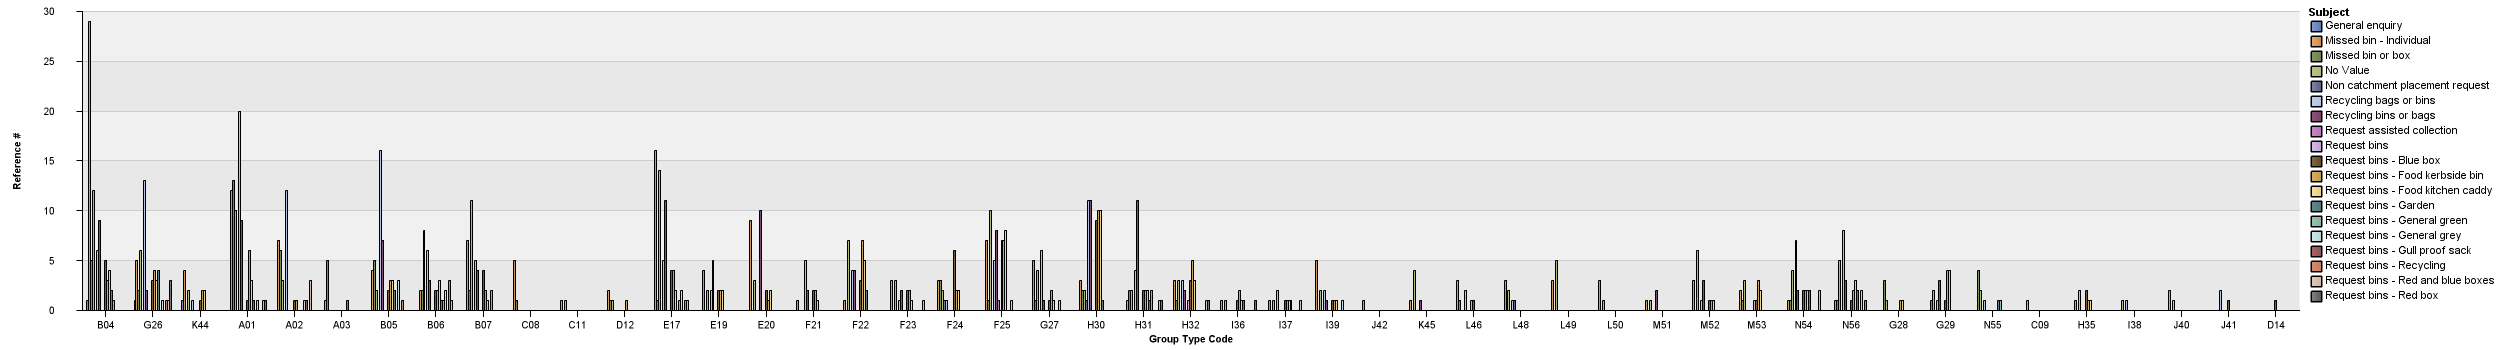 30
25
20
15
10
5
0
Reference #
B04 G26 K44 A01 A02 A03 B05 B06 B07 C08 C11 D12 E17 E19 E20 F21 F22 F23 F24 F25 G27 H30 H31 H32 I36 I37 I39 J42 K45 L46 L48 L49 L50 M51 M52 M53 N54 N56 G28 G29 N55 C09 H35 I38 J40 J41 D14
Group Type Code
Subject
General enquiry
Missed bin - Individual
Missed bin or box
No Value
Non catchment placement request
Recycling bags or bins
Recycling bins or bags
Request assisted collection
Request bins
Request bins - Blue box
Request bins - Food kerbside bin
Request bins - Food kitchen caddy
Request bins - Garden
Request bins - General green
Request bins - General grey
Request bins - Gull proof sack
Request bins - Recycling
Request bins - Red and blue boxes
Request bins - Red box